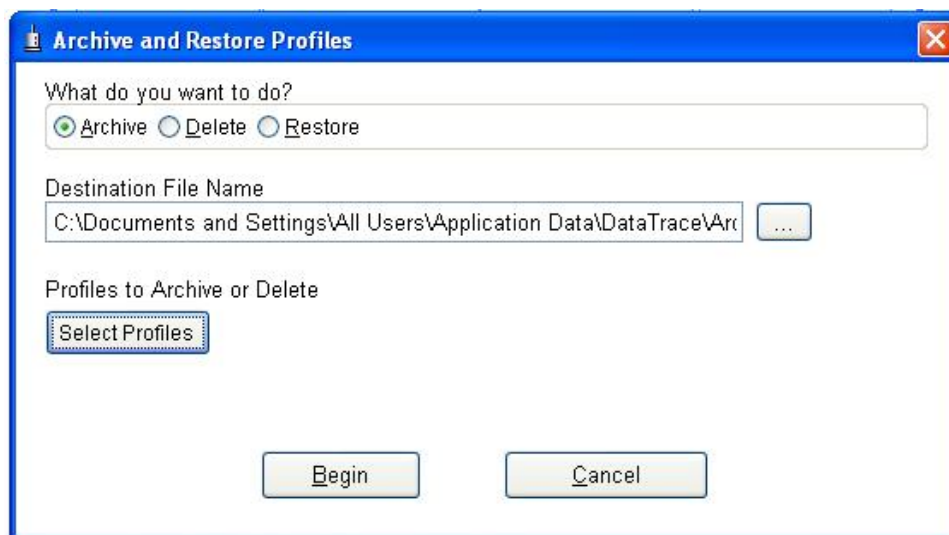 Archive and Restore Profiles
What do you want to do?
Archive Delete Restore
Destination File Name
C:\Documents and Settings\All Users\Application Data\DataTrace\Arc
...
Profiles to Archive or Delete
Select Profiles
Begin Cancel